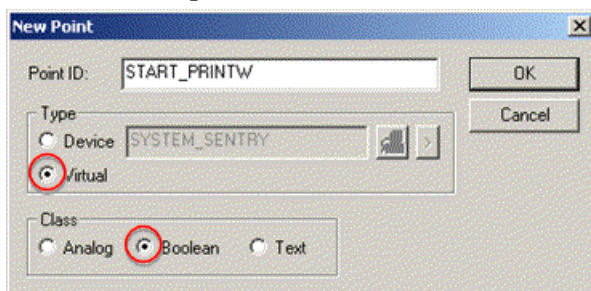 New Point
Point ID: START_PRINTW OK
Type Cancel
Device SYSTEM_SENTRY >
Virtual
Class
Analog Boolean Text